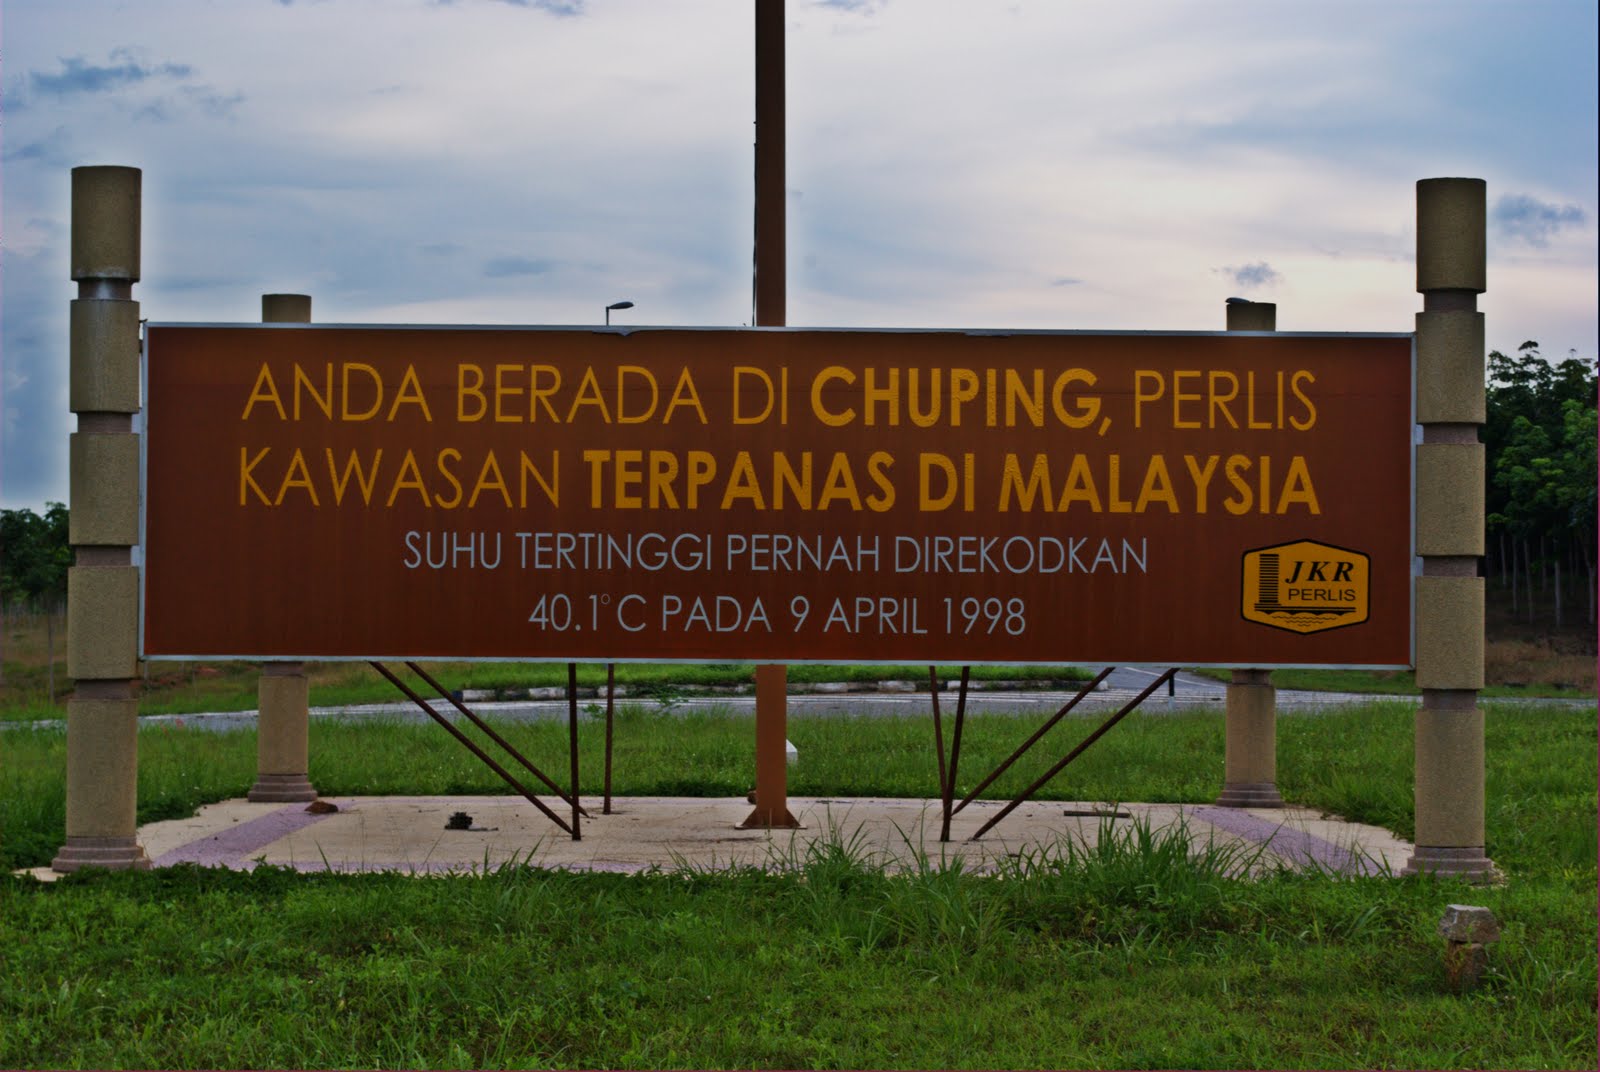 ANDA BERADA DI CHUPING, PERLIS
KAWASAN TERPANAS DI MALAYSIA
SUHU TERTINGGI PERNAH DIREKODKAN
40.1°C PADA 9 APRIL 1998
JKR
PERLIS